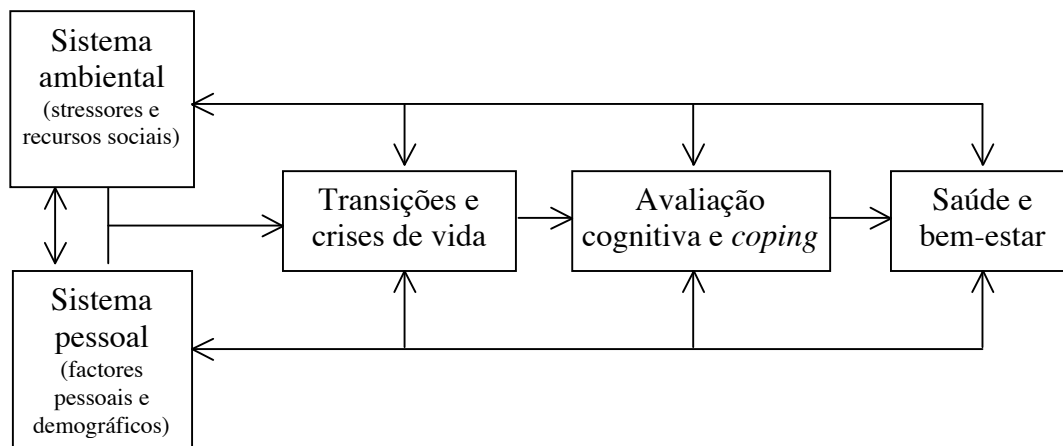 Sistema
ambiental
(stressores e
recursos sociais)
Transições e
crises de vida
Avaliação
cognitiva e coping
Saúde e
bem-estar
Sistema
pessoal
(factores
pessoais e
demográficos)